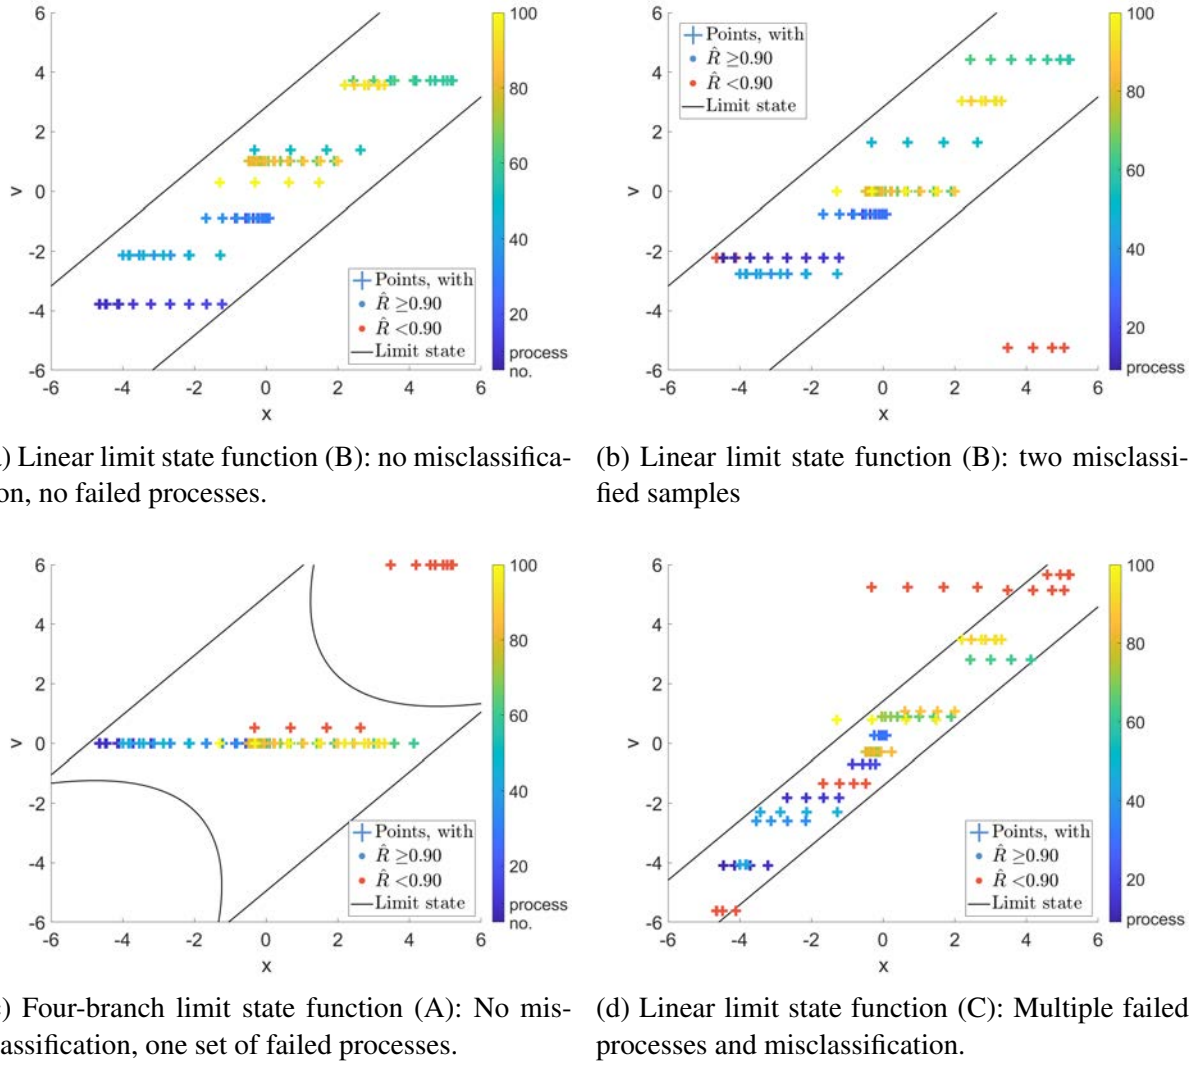 6
4
2
0
-2
-4
-6
v
-6 -4 -2 0 2 4 6
x
100
80
60
40
20
process
no.
Points, with
R̂ ≥0.90
R̂ <0.90
Limit state
6
4
2
0
-2
-4
-6
v
-6 -4 -2 0 2 4 6
x
100
80
60
40
20
process
Points, with
R̂ ≥0.90
R̂ <0.90
Limit state
) Linear limit state function (B): no misclassifica-
on, no failed processes.
(b) Linear limit state function (B): two misclassi-
fied samples
6
4
2
0
-2
-4
-6
v
-6 -4 -2 0 2 4 6
x
100
80
60
40
20
process
no.
Points, with
R̂ ≥0.90
R̂ <0.90
Limit state
6
4
2
0
-2
-4
-6
v
-6 -4 -2 0 2 4 6
x
100
80
60
40
20
process
Points, with
R̂ ≥0.90
R̂ <0.90
Limit state
) Four-branch limit state function (A): No mis-
assification, one set of failed processes.
(d) Linear limit state function (C): Multiple failed
processes and misclassification.